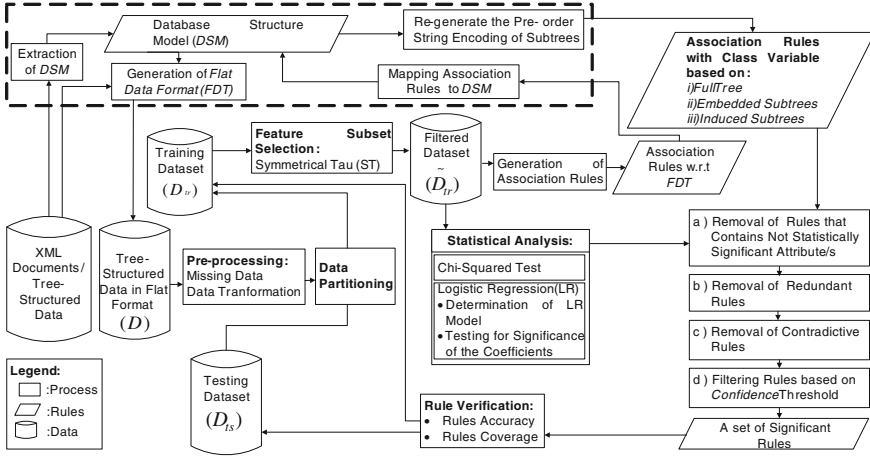 Extraction
of DSM
Database Structure
Model (DSM)
Re-generate the Pre- order
String Encoding of Subtrees
Generation of Flat
Data Format(FDT)
Mapping Association
Rules to DSM
Association Rules
with Class Variable
based on :
i)FullTree
ii)Embedded Subtrees
iii)Induced Subtrees
Training
Dataset
(D tr)
Feature Subset
Selection:
Symmetrical Tau (ST)
Filtered
Dataset
~
(D tr)
Generation of
Association Rules
Association
Rules w.r.t
FDT
XML
Documents/
Tree-
Structured
Data
Tree-
Structured
Data in Flat
Format
(D)
Pre-processing:
Missing Data
Data Tranformation
Data
Partitioning
Statistical Analysis:
Chi-Squared Test
Logistic Regression(LR)
• Determination of LR
Model
• Testing for Significance
of the Coefficients
a ) Removal of Rules that
Contains Not Statistically
Significant Attribute/s
b ) Removal of Redundant
Rules
c ) Removal of Contradictive
Rules
d ) Filtering Rules based on
ConfidenceThreshold
A set of Significant
Rules
Testing
Dataset
(D ts)
Rule Verification:
• Rules Accuracy
• Rules Coverage
Legend:
:Process
:Rules
:Data